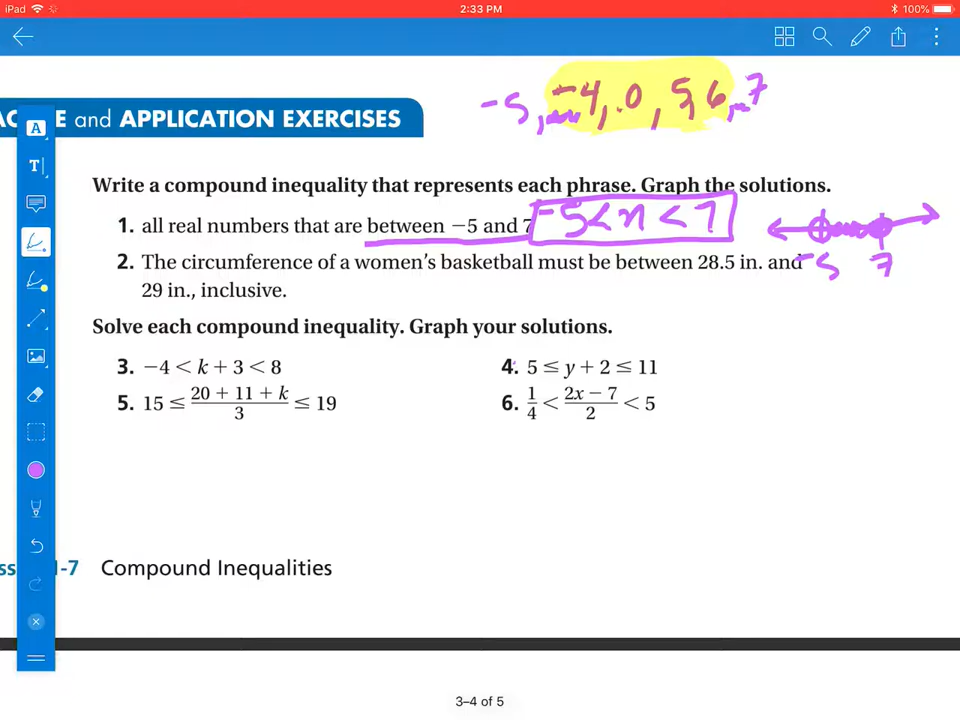 iPad 2:33 PM 100%
-5, -4, 0, 5, 6, 7
E and APPLICATION EXERCISES
Write a compound inequality that represents each phrase. Graph the solutions.
1. all real numbers that are between −5 and 7 -5 < x < 7
-5 7
2. The circumference of a women's basketball must be between 28.5 in. and
29 in., inclusive.
Solve each compound inequality. Graph your solutions.
3. −4 < k + 3 < 8 4. 5 ≤ y + 2 ≤ 11
5. 15 ≤ (20 + 11 + k)/3 ≤ 19 6. 1/4 < (2x − 7)/2 < 5
-7 Compound Inequalities
3–4 of 5